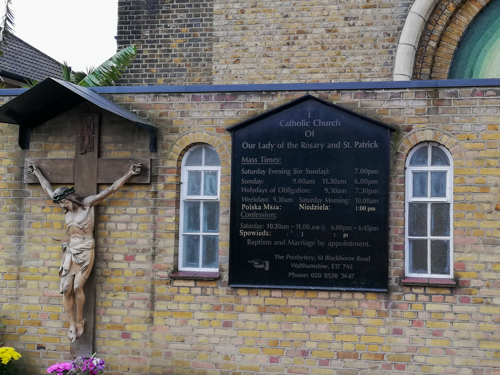 Catholic Church
Of
Our Lady of the Rosary and St. Patrick
Mass Times:
Saturday Evening (for Sunday): 7.00pm
Sunday: 9.00am 11.30am 6.00pm
Holydays of Obligation: 9.30am 7.30pm
Weekdays: 9.30am Saturday Morning: 10.00am
Polska Msza: Niedziela: 1:00 pm
Confession:
Saturday: 10.30am - 11.00am 6.00pm - 6.45pm
Spowiedź:
Baptism and Marriage by appointment.
The Presbytery, 61 Blackhorse Road
Walthamstow, E17 7AS
Phone: 020 8520 3647